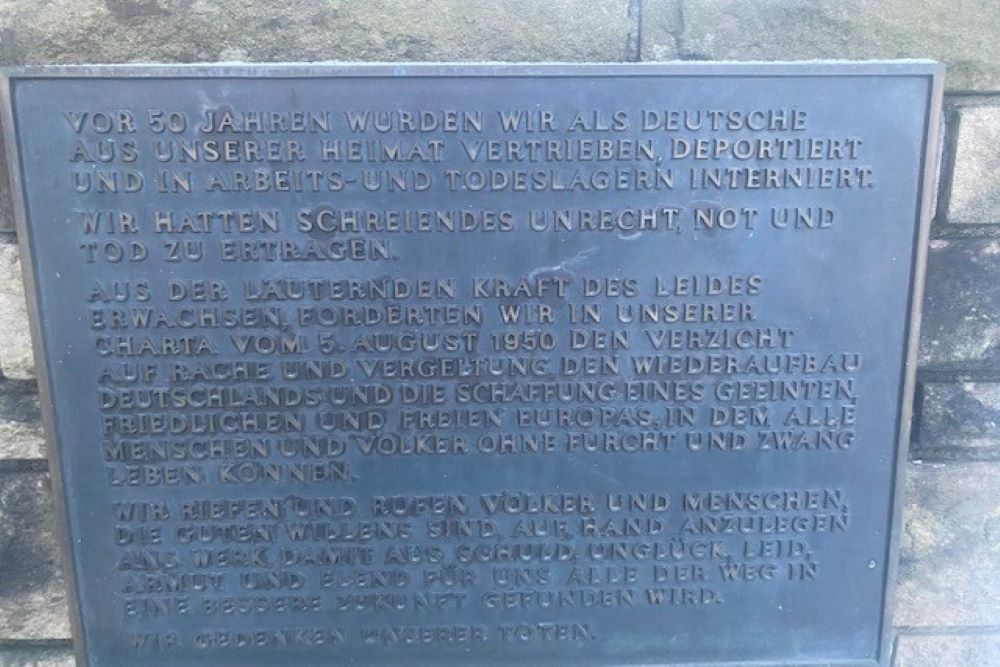 VOR 50 JAHREN WURDEN WIR ALS DEUTSCHE
AUS UNSERER HEIMAT VERTRIEBEN, DEPORTIERT
UND IN ARBEITS-UND TODESLAGERN INTERNIERT.
WIR HATTEN SCHREIENDES UNRECHT, NOT UND
TOD ZU ERTRAGEN.
AUS DER LÄUTERNDEN KRAFT DES LEIDES
ERWACHSEN, FORDERTEN WIR IN UNSERER
CHARTA VOM 5. AUGUST 1950 DEN VERZICHT
AUF RACHE UND VERGELTUNG, DEN WIEDERAUFBAU
DEUTSCHLANDS UND DIE SCHAFFUNG EINES GEEINTEN,
FRIEDLICHEN UND FREIEN EUROPAS, IN DEM ALLE
MENSCHEN UND VÖLKER OHNE FURCHT UND ZWANG
LEBEN KÖNNEN.
WIR RIEFEN UND RUFEN VÖLKER UND MENSCHEN,
DIE GUTEN WILLENS SIND, AUF, HAND ANZULEGEN
ANS WERK, DAMIT AUS SCHULD, UNGLÜCK, LEID,
ARMUT UND ELEND FÜR UNS ALLE DER WEG IN
EINE BESSERE ZUKUNFT GEFUNDEN WIRD.
WIR GEDENKEN UNSERER TOTEN.